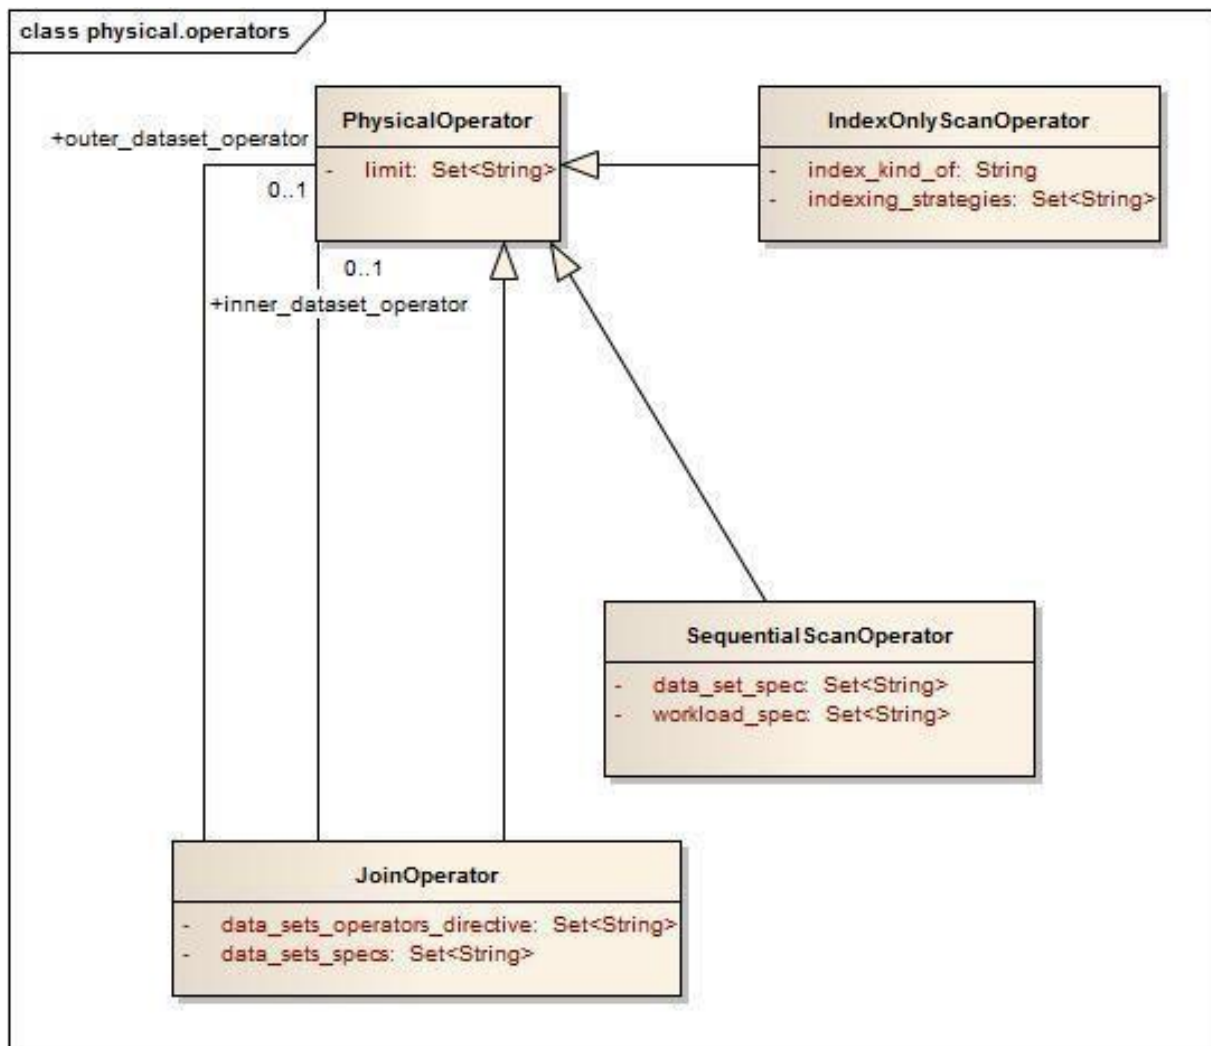 class physical.operators
PhysicalOperator
- limit: Set<String>
IndexOnlyScanOperator
- index_kind_of: String
- indexing_strategies: Set<String>
+outer_dataset_operator
0..1
0..1
+inner_dataset_operator
SequentialScanOperator
- data_set_spec: Set<String>
- workload_spec: Set<String>
JoinOperator
- data_sets_operators_directive: Set<String>
- data_sets_specs: Set<String>